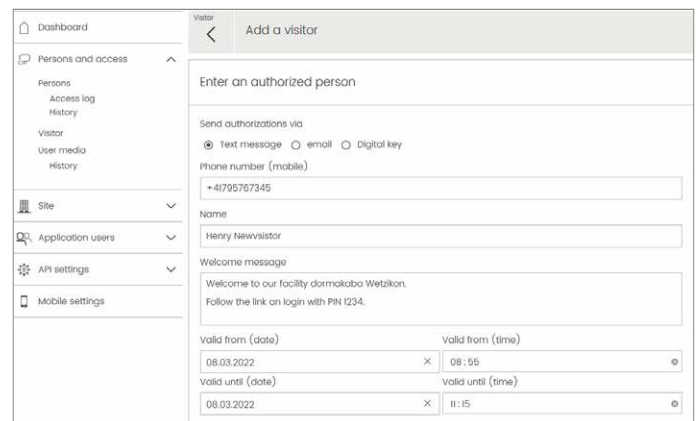 Dashboard
Persons and access
Persons
Access log
History
Visitor
User media
History
Site
Application users
API settings
Mobile settings
Visitor
Add a visitor
Enter an authorized person
Send authorizations via
Text message
email
Digital key
Phone number (mobile)
+41795767345
Name
Henry Newvsistor
Welcome message
Welcome to our facility dormakaba Wetzikon.
Follow the link an login with PIN 1234.
Valid from (date)
Valid from (time)
08.03.2022
08:55
Valid until (date)
Valid until (time)
08.03.2022
11:15